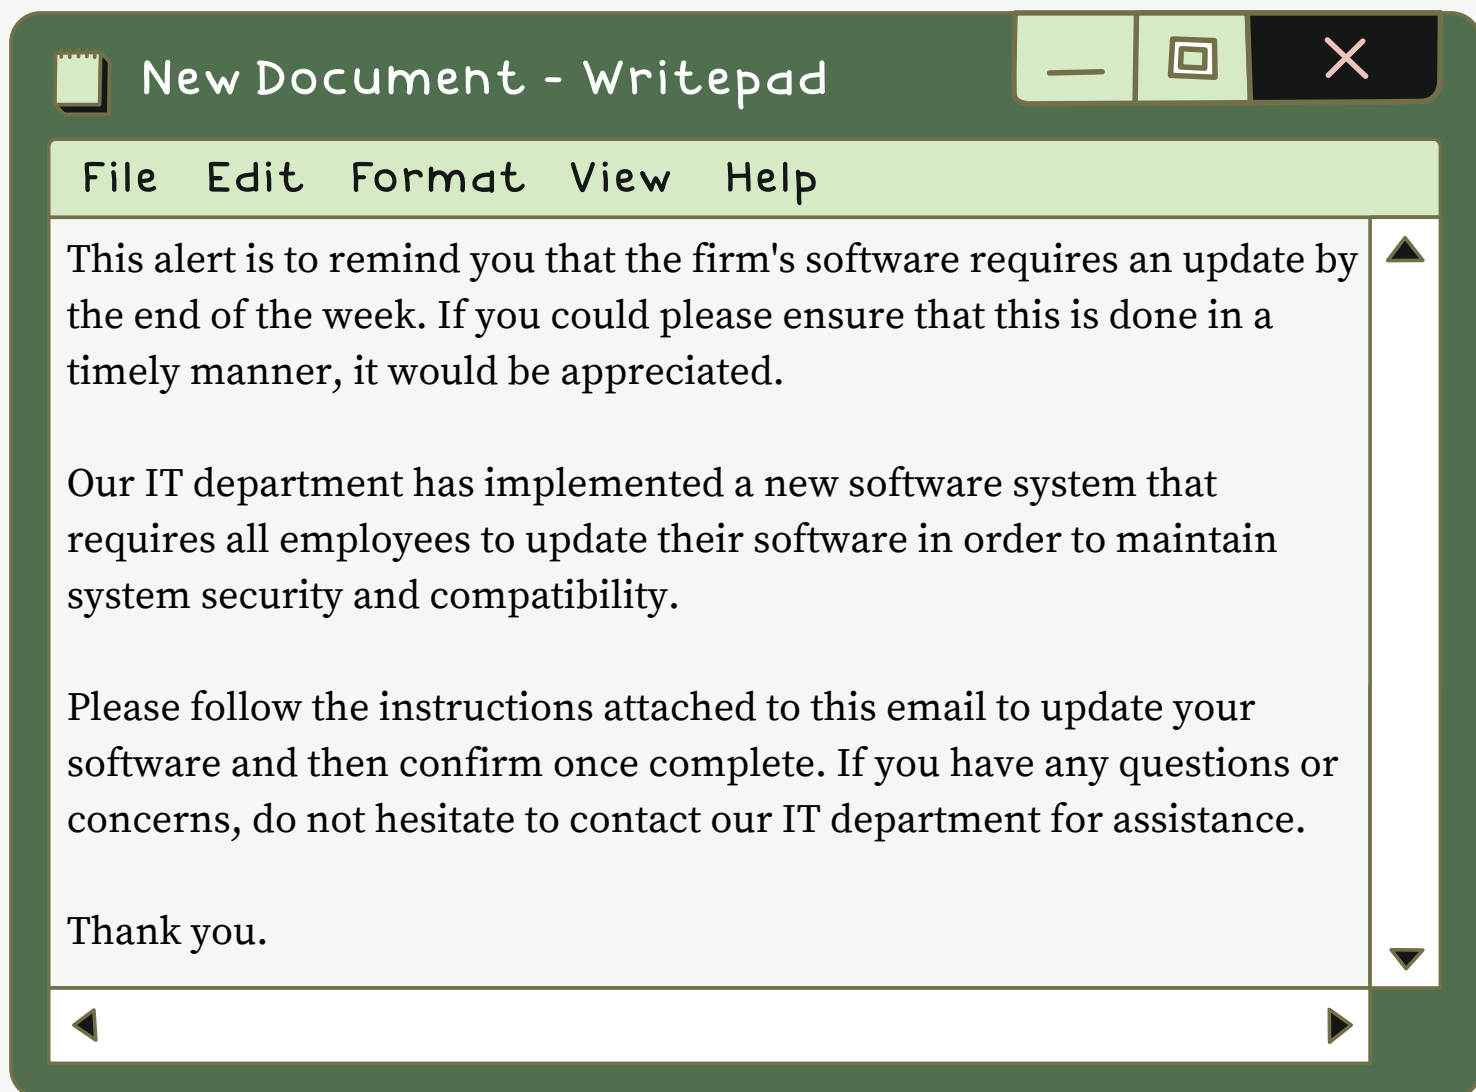 New Document - Writepad
File Edit Format View Help
This alert is to remind you that the firm's software requires an update by
the end of the week. If you could please ensure that this is done in a
timely manner, it would be appreciated.
Our IT department has implemented a new software system that
requires all employees to update their software in order to maintain
system security and compatibility.
Please follow the instructions attached to this email to update your
software and then confirm once complete. If you have any questions or
concerns, do not hesitate to contact our IT department for assistance.
Thank you.